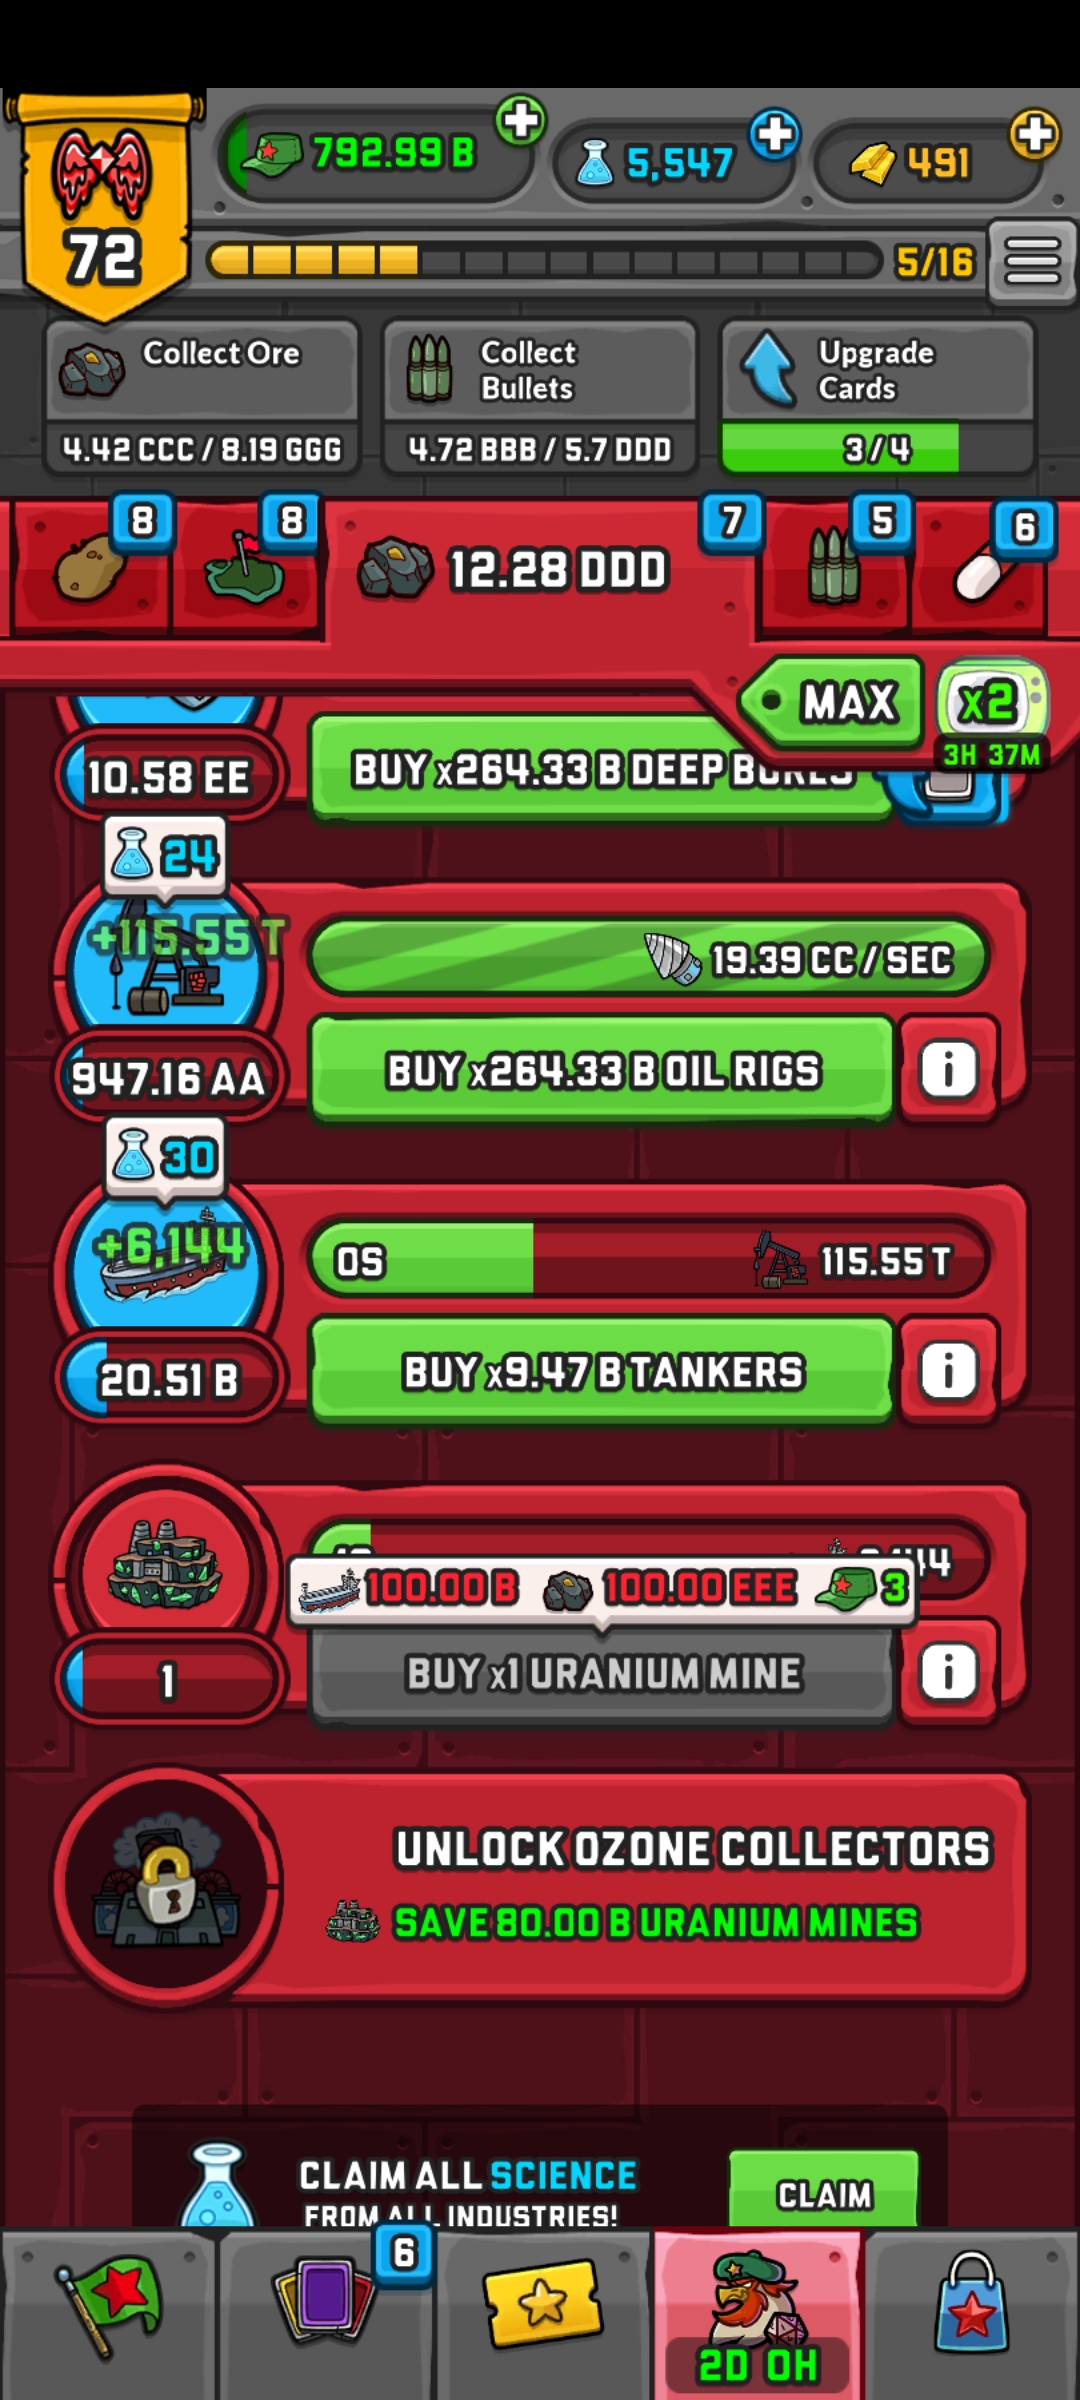 792.99 B
5,547
491
72
5/16
Collect Ore
4.42 CCC / 8.19 GGG
Collect
Bullets
4.72 BBB / 5.7 DDD
Upgrade
Cards
3/4
8
8
12.28 DDD
7
5
6
MAX
x2
3H 37M
10.58 EE
BUY x264.33 B DEEP BORES
24
+115.55 T
19.39 CC / SEC
947.16 AA
BUY x264.33 B OIL RIGS
i
30
+6,144
0S
115.55 T
20.51 B
BUY x9.47 B TANKERS
i
100.00 B
100.00 EEE
3
1
BUY x1 URANIUM MINE
i
UNLOCK OZONE COLLECTORS
SAVE 80.00 B URANIUM MINES
CLAIM ALL SCIENCE
FROM ALL INDUSTRIES!
CLAIM
6
2D 0H